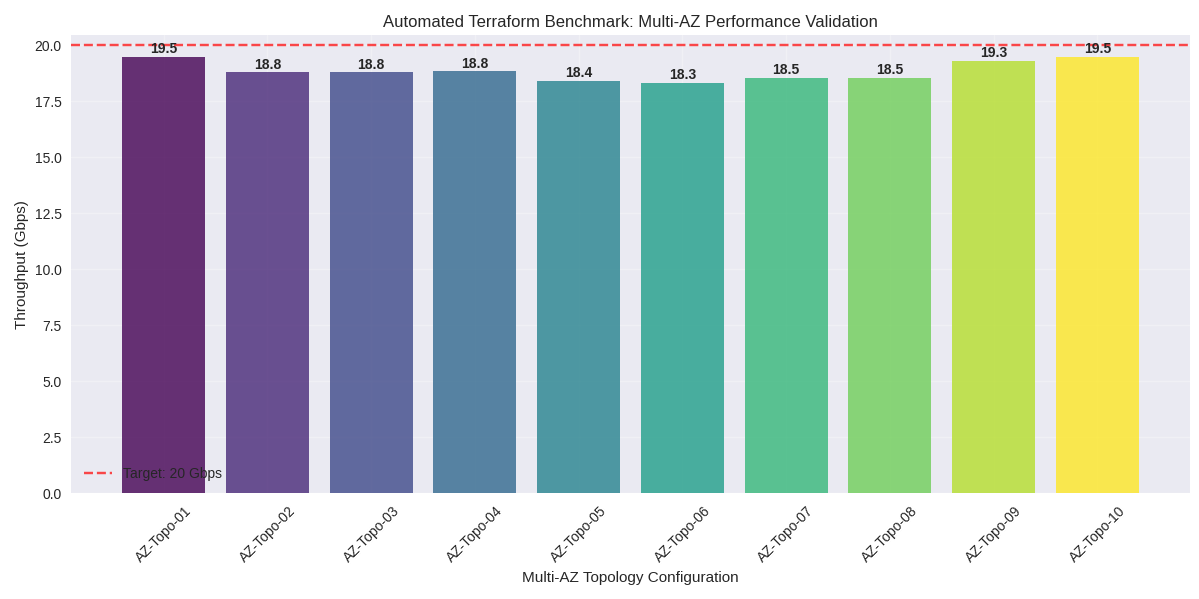 Automated Terraform Benchmark: Multi-AZ Performance Validation
Throughput (Gbps)
20.0
17.5
15.0
12.5
10.0
7.5
5.0
2.5
0.0
19.5
18.8
18.8
18.8
18.4
18.3
18.5
18.5
19.3
19.5
Target: 20 Gbps
AZ-Topo-01
AZ-Topo-02
AZ-Topo-03
AZ-Topo-04
AZ-Topo-05
AZ-Topo-06
AZ-Topo-07
AZ-Topo-08
AZ-Topo-09
AZ-Topo-10
Multi-AZ Topology Configuration